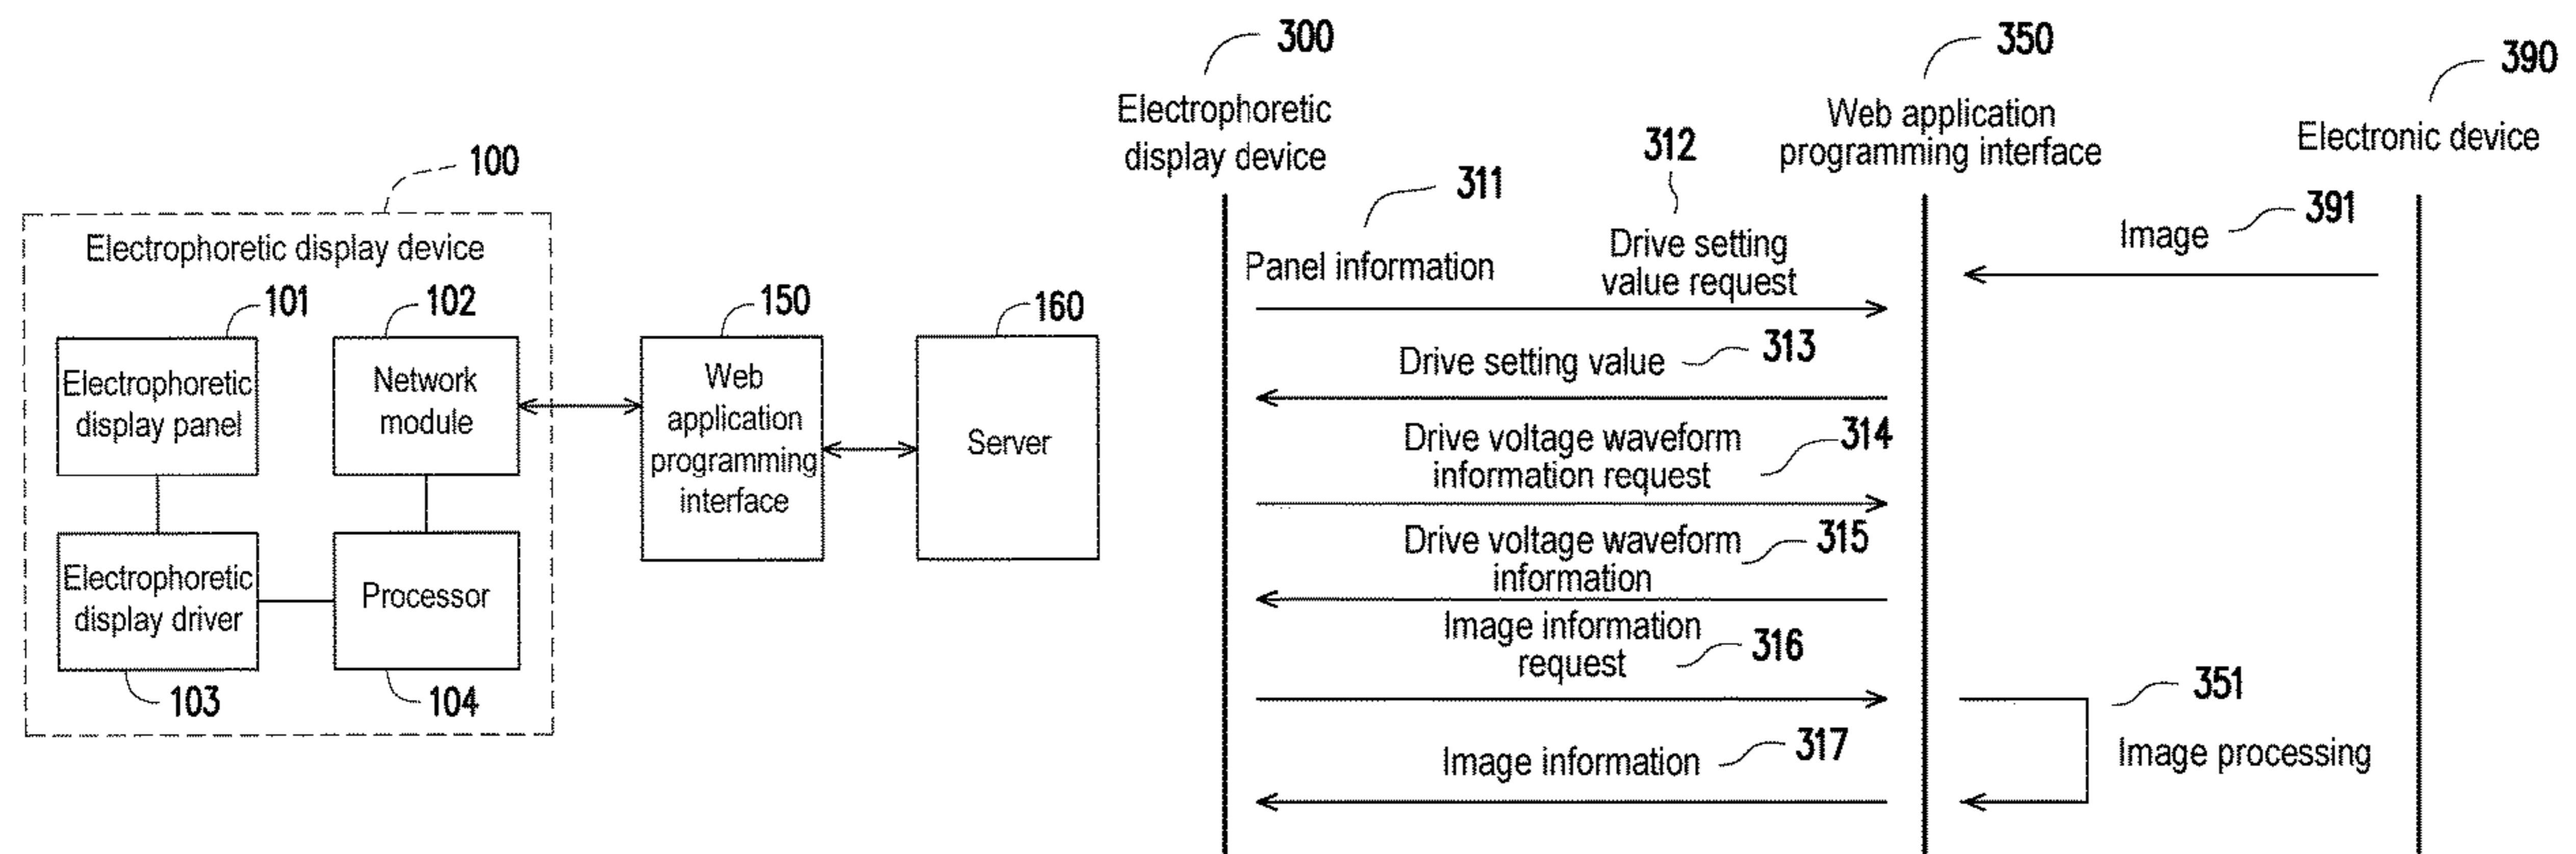 100
Electrophoretic display device
101
102
Electrophoretic
display panel
Network
module
Electrophoretic
display driver
Processor
103
104
150
Web
application
programming
interface
160
Server
300
Electrophoretic
display device
350
Web application
programming interface
390
Electronic device
311
Panel information
312
Drive setting
value request
Image
391
Drive setting value
313
Drive voltage waveform
information request
314
Drive voltage waveform
information
315
Image information
request
316
351
Image processing
Image information
317